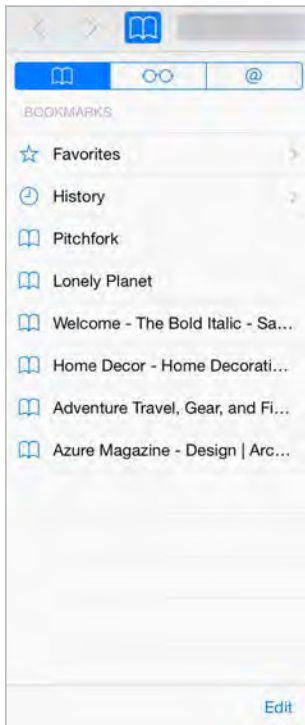 @
BOOKMARKS
Favorites
History
Pitchfork
Lonely Planet
Welcome - The Bold Italic - Sa...
Home Decor - Home Decorati...
Adventure Travel, Gear, and Fi...
Azure Magazine - Design | Arc...
Edit